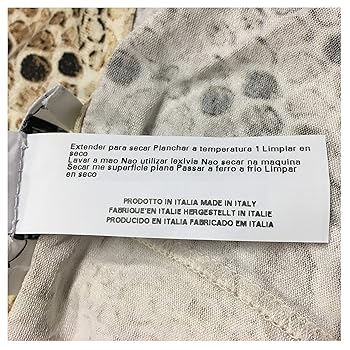 Extender para secar Planchar a temperatura 1 Limpiar en
seco
Lavar a mao Nao utilizar lexivia Nao secar na maquina
Secar me superficie plana Passar a ferro a frio Limpar
en seco
PRODOTTO IN ITALIA MADE IN ITALY
FABRIQUE'EN ITALIE HERGESTELLT IN ITALIE
PRODUCIDO EN ITALIA FABRICADO EM ITALIA